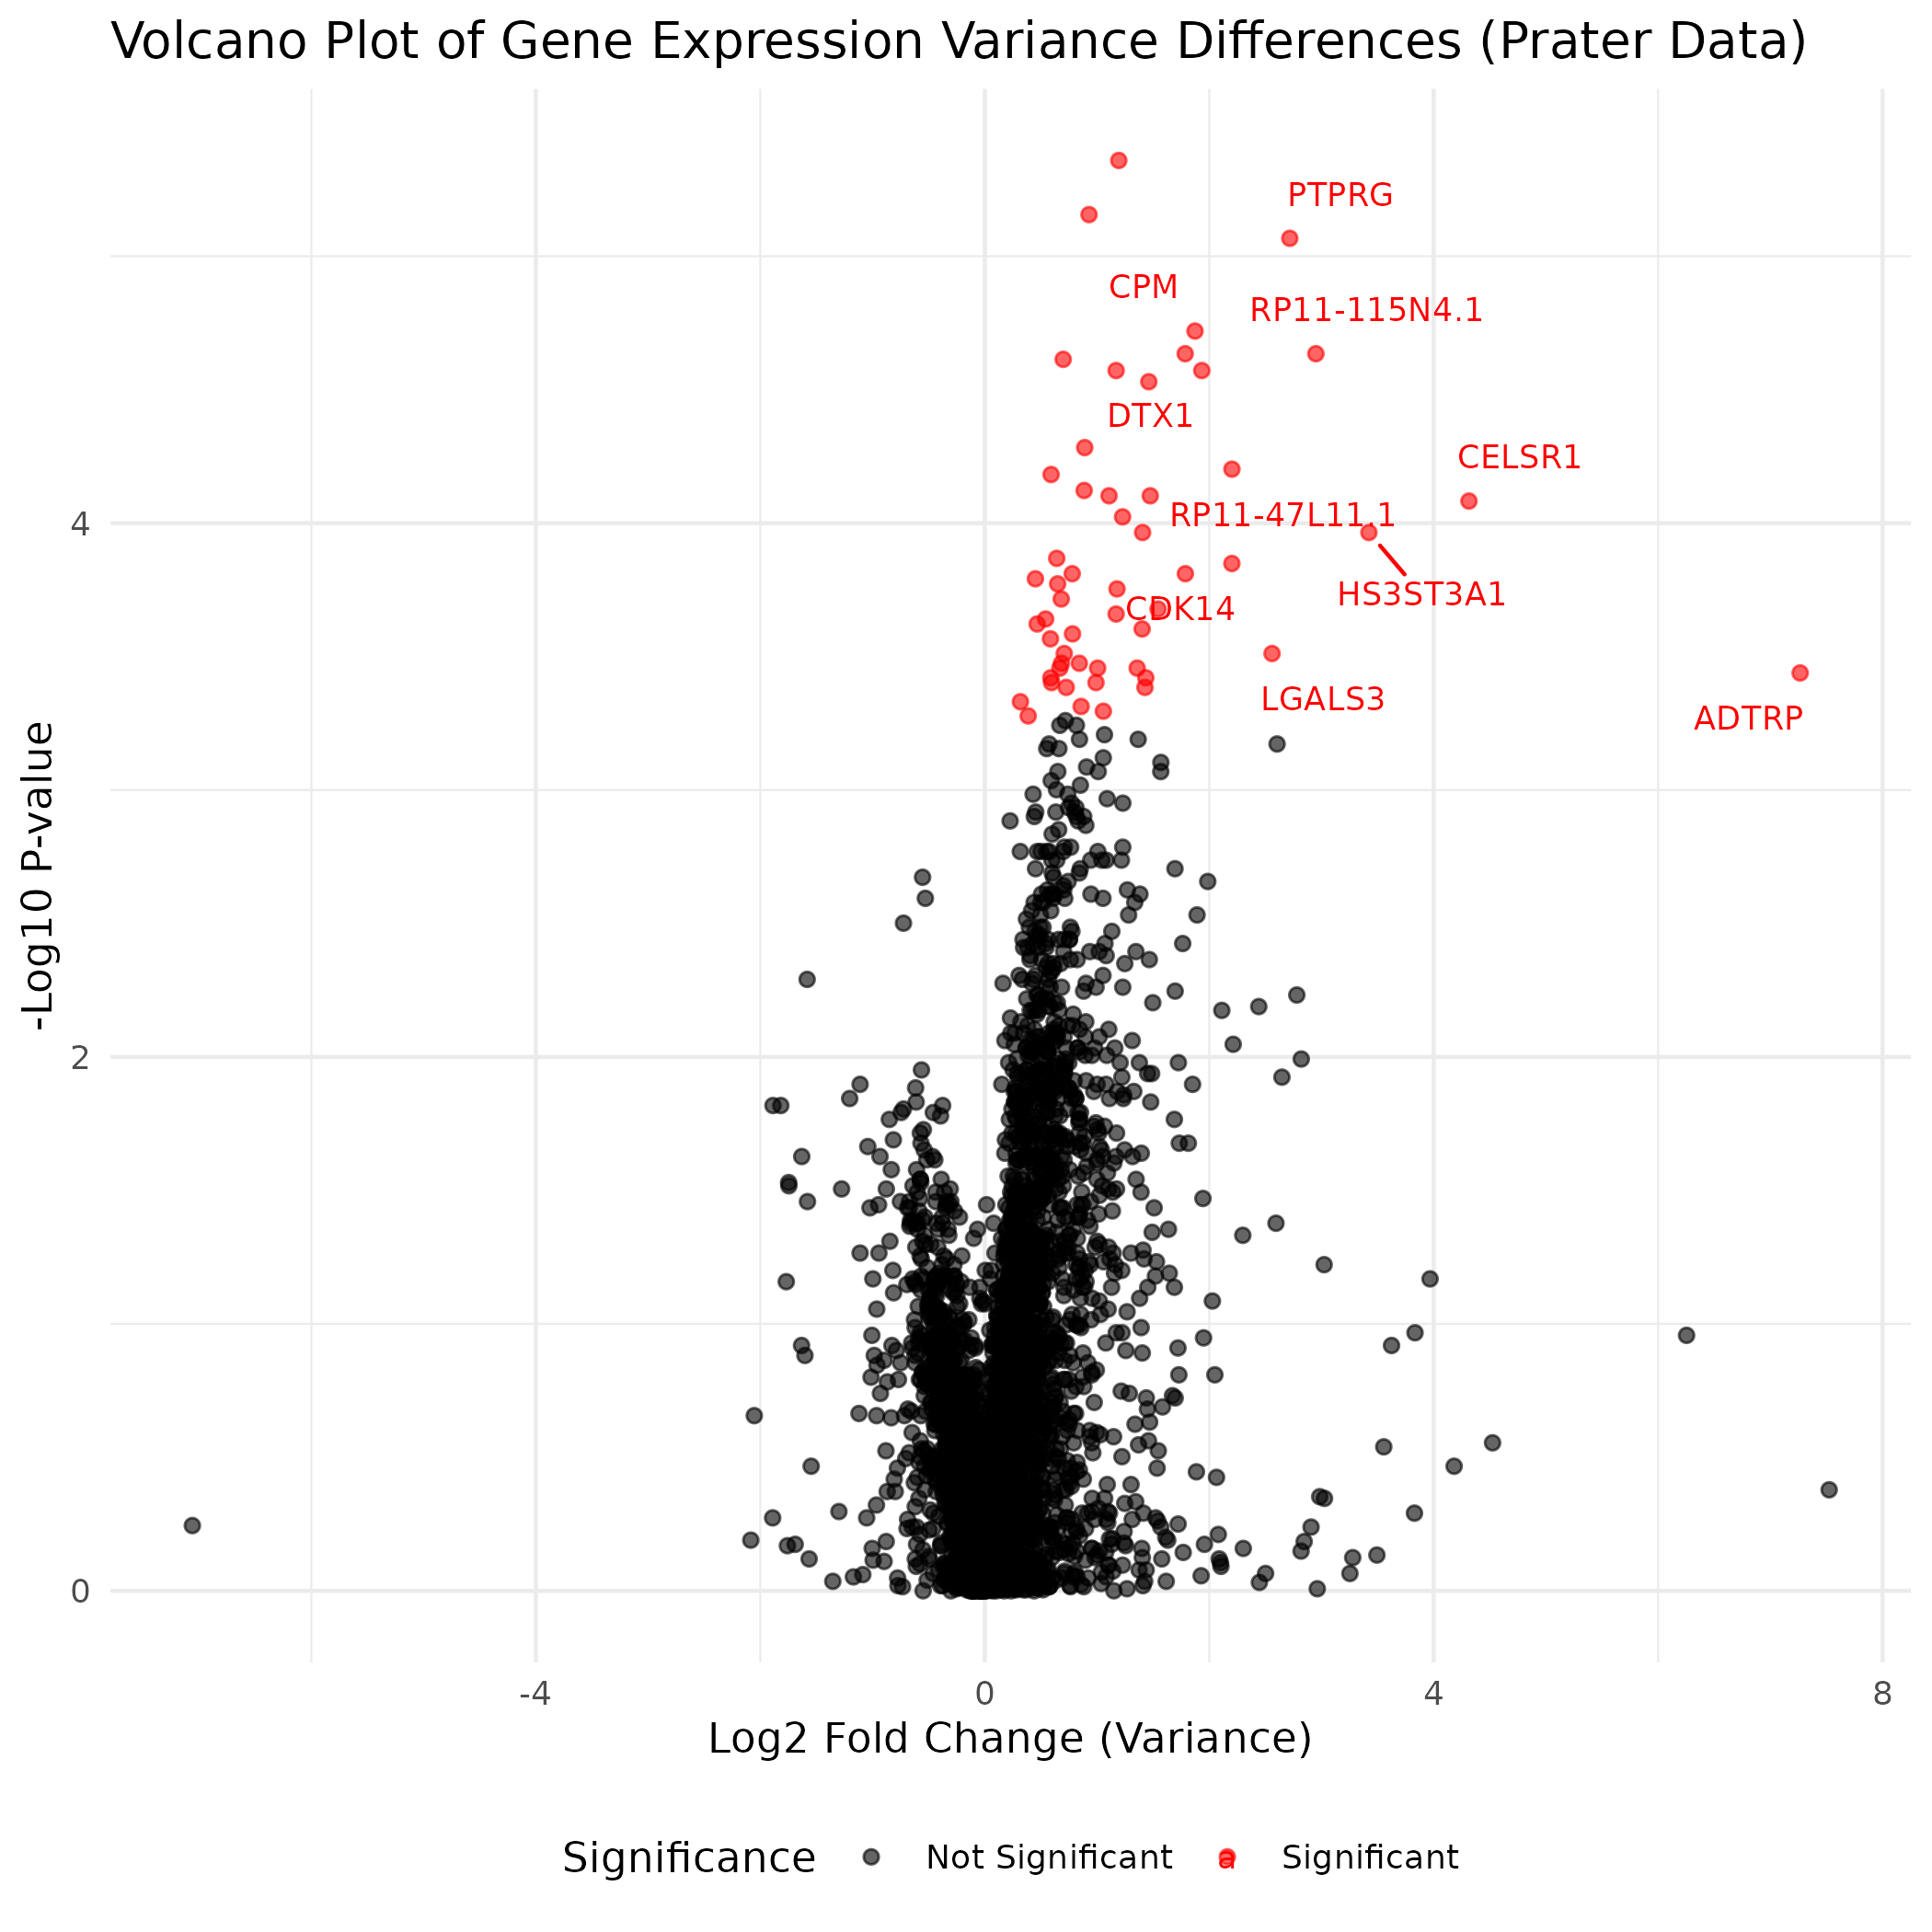 Volcano Plot of Gene Expression Variance Differences (Prater Data)
PTPRG
CPM
RP11-115N4.1
DTX1
CELSR1
RP11-47L11.1
HS3ST3A1
CDK14
LGALS3
ADTRP
-Log10 P-value
4
2
0
-4
0
4
8
Log2 Fold Change (Variance)
Significance
Not Significant
a
Significant